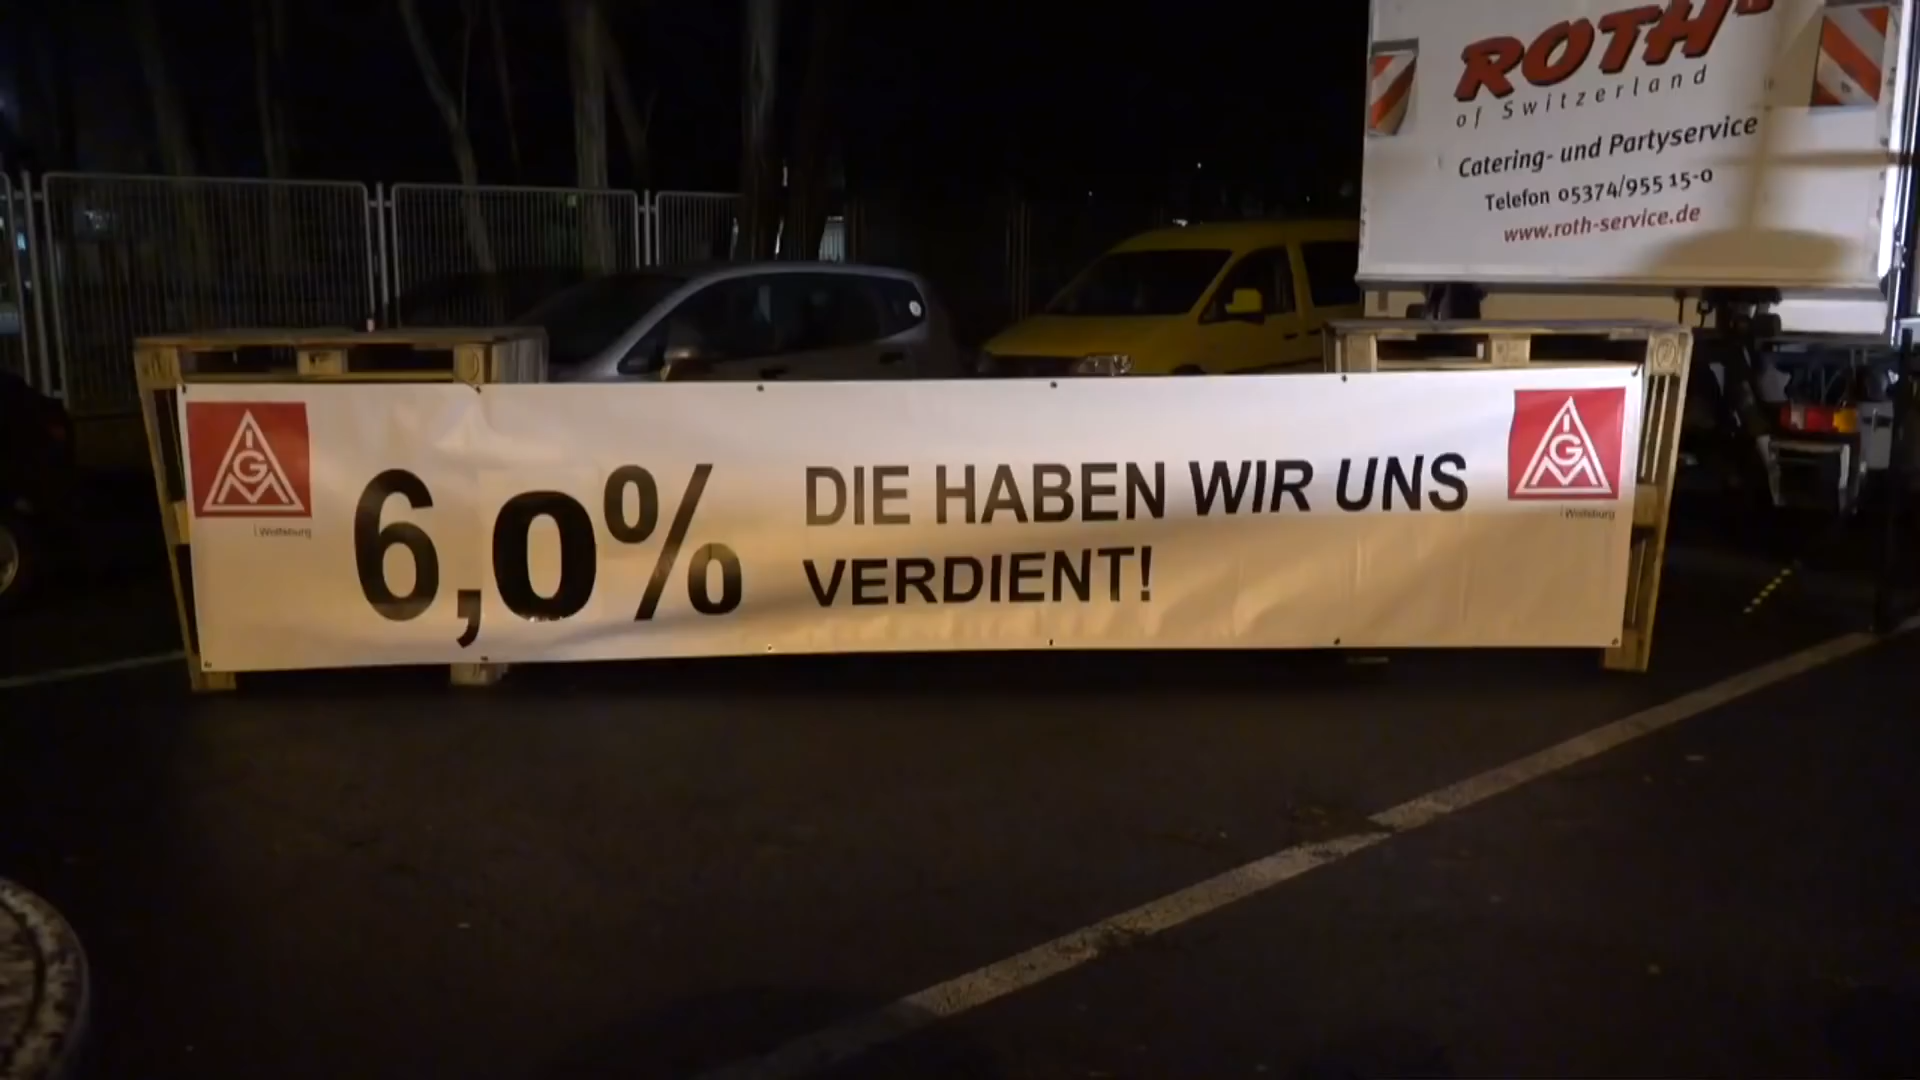 ROTH
of Switzerland
Catering- und Partyservice
Telefon 05374/955 15-0
www.roth-service.de
IGM
Wolfsburg
6,0% DIE HABEN WIR UNS
VERDIENT!
IGM
Wolfsburg